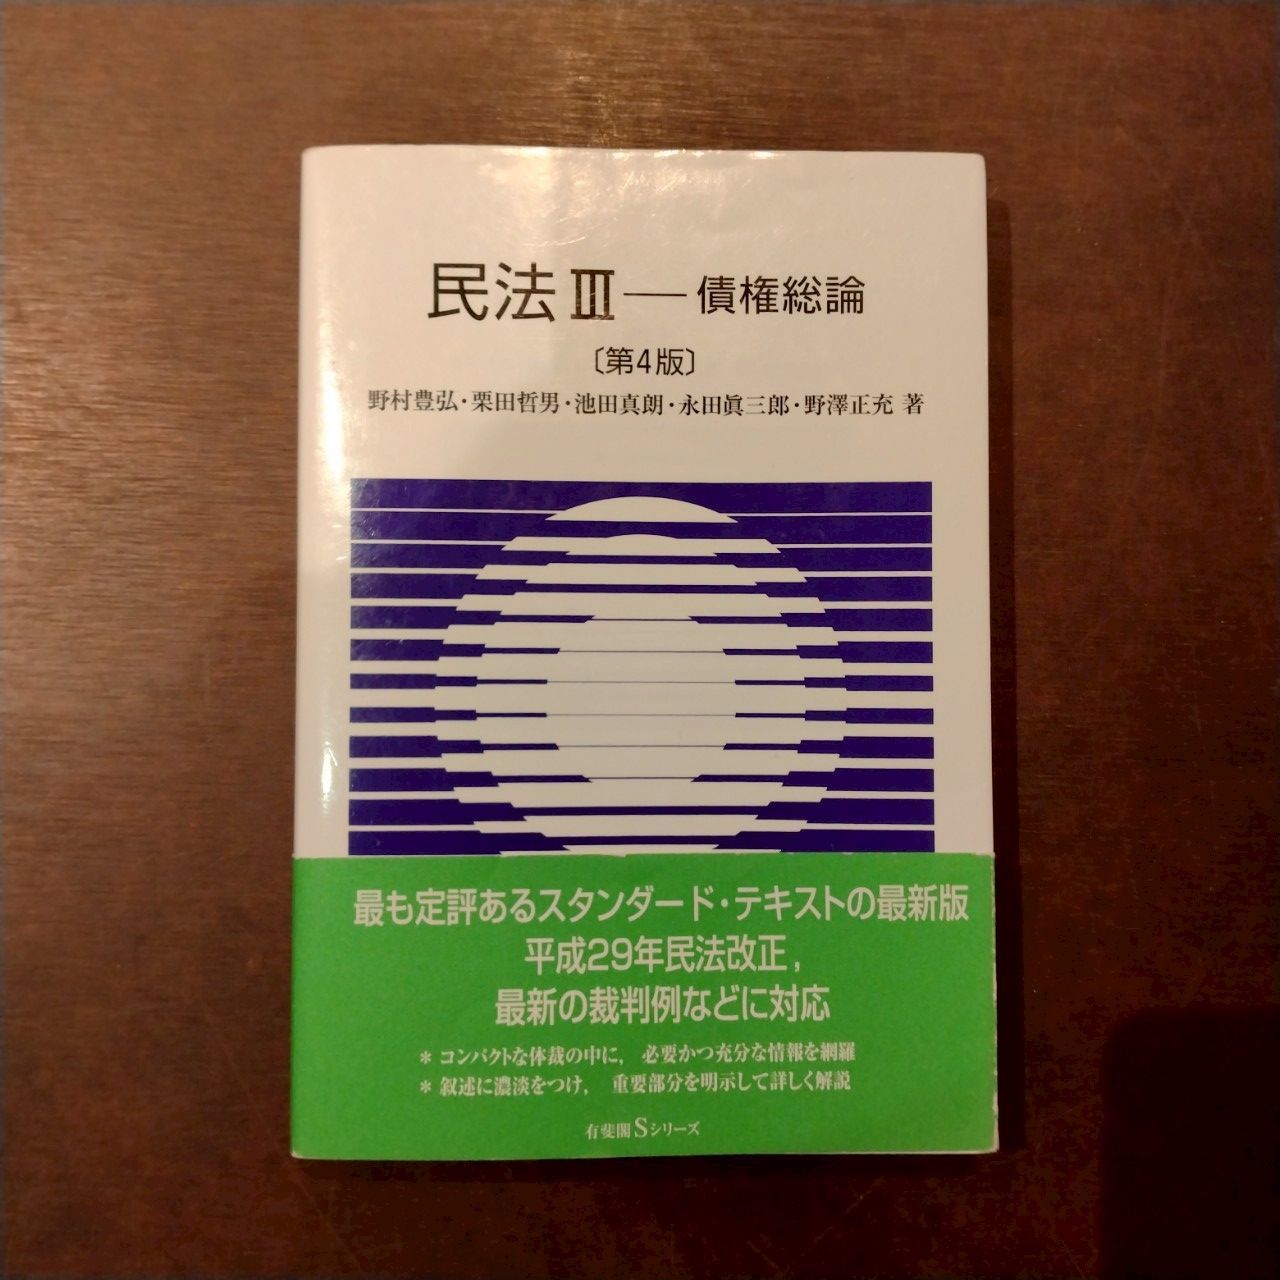 民法Ⅲ──債権総論
〔第4版〕
野村豊弘・栗田哲男・池田真朗・永田眞三郎・野澤正充 著
最も定評あるスタンダード・テキストの最新版
平成29年民法改正，
最新の裁判例などに対応
＊コンパクトな体裁の中に， 必要かつ充分な情報を網羅
＊叙述に濃淡をつけ， 重要部分を明示して詳しく解説
有斐閣Sシリーズ